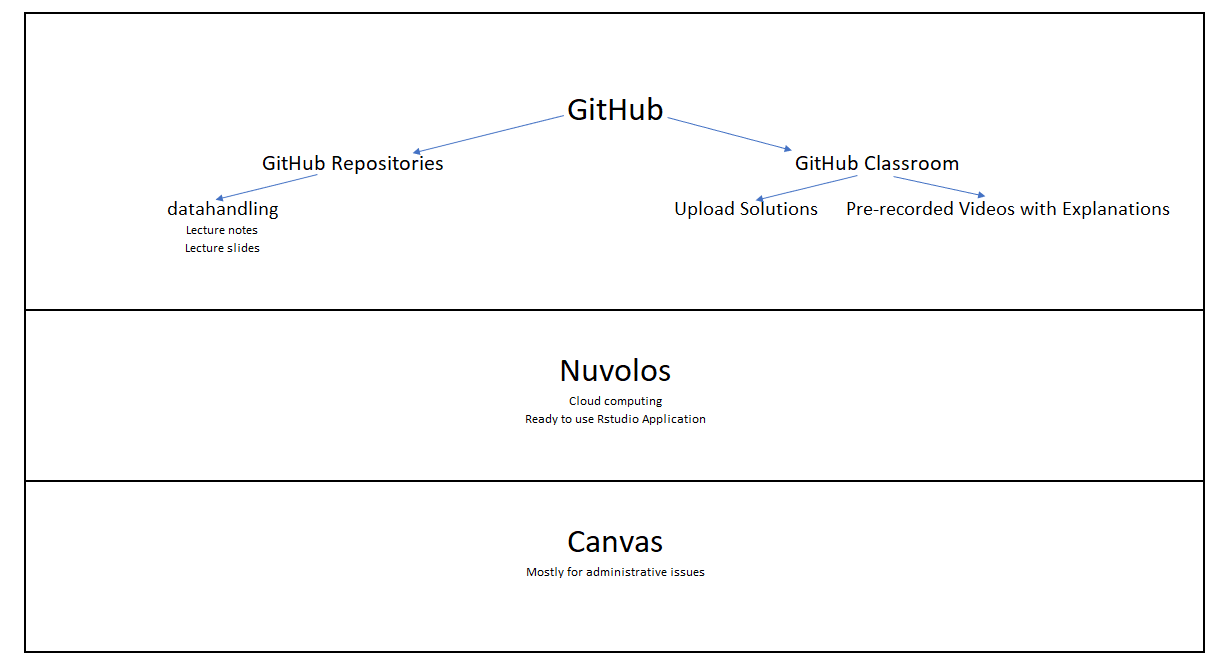 GitHub
GitHub Repositories
GitHub Classroom
datahandling
Lecture notes
Lecture slides
Upload Solutions
Pre-recorded Videos with Explanations
Nuvolos
Cloud computing
Ready to use Rstudio Application
Canvas
Mostly for administrative issues